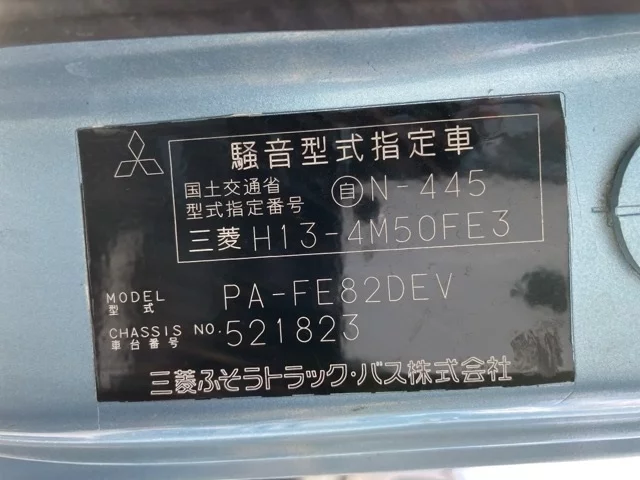 騒音型式指定車
国土交通省
型式指定番号 自N-445
三菱 H13-4M50FE3
MODEL
型式 PA-FE82DEV
CHASSIS NO.
車台番号 521823
三菱ふそうトラック・バス株式会社